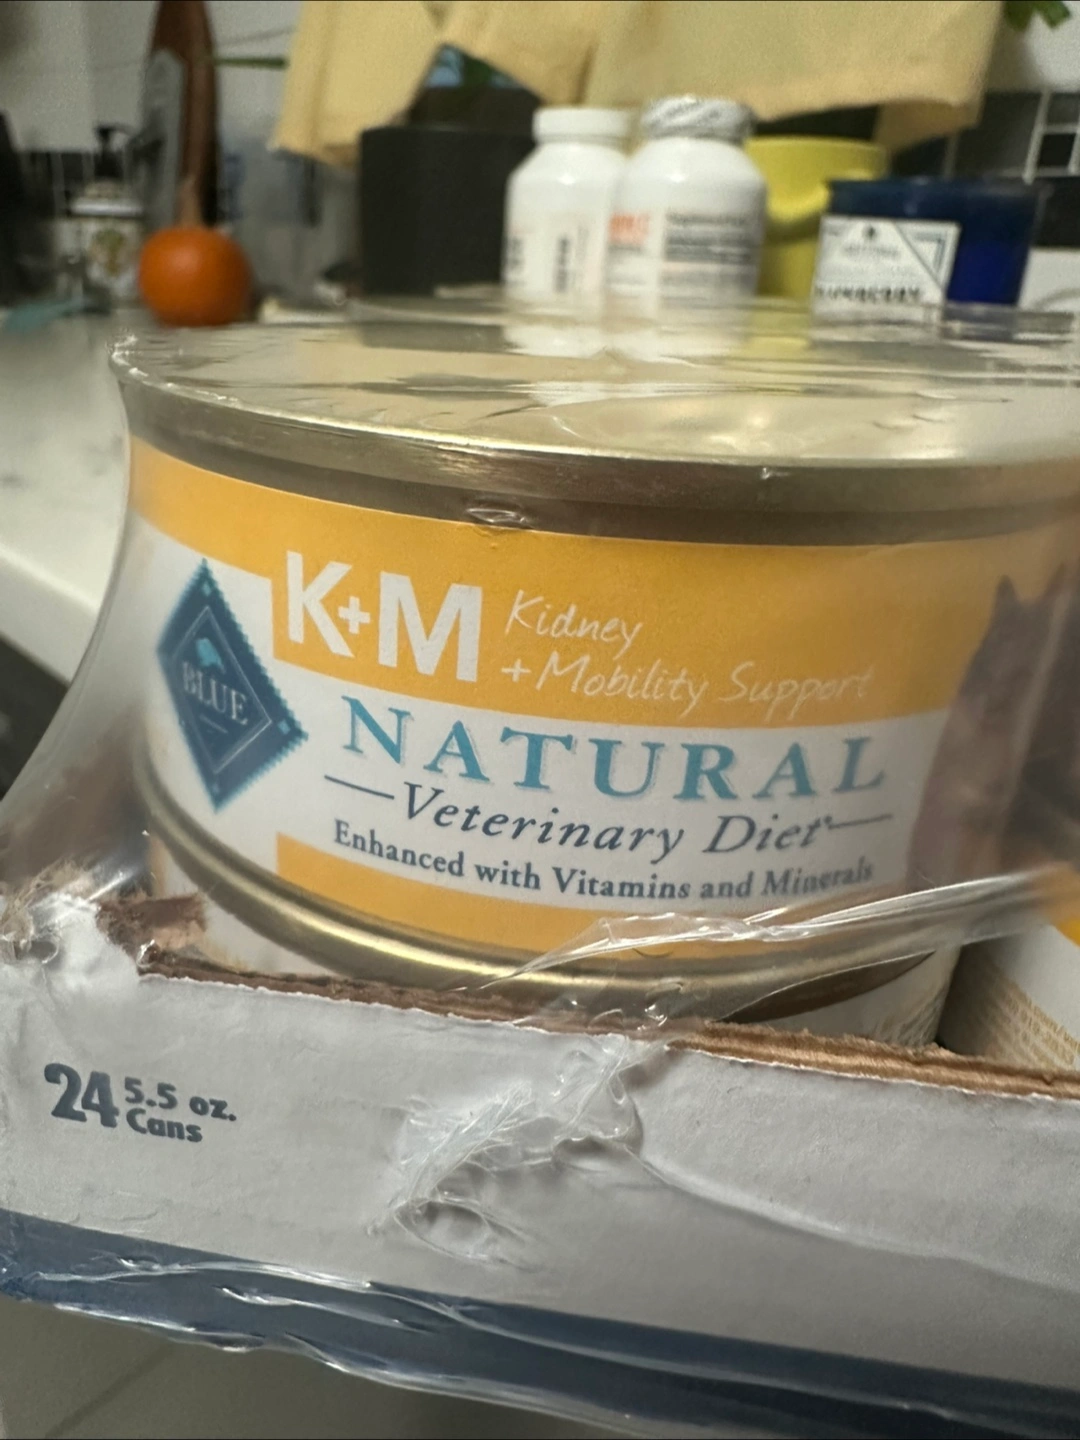 K+M
Kidney
+ Mobility Support
BLUE
NATURAL
Veterinary Diet
Enhanced with Vitamins and Minerals
24 5.5 oz.
Cans